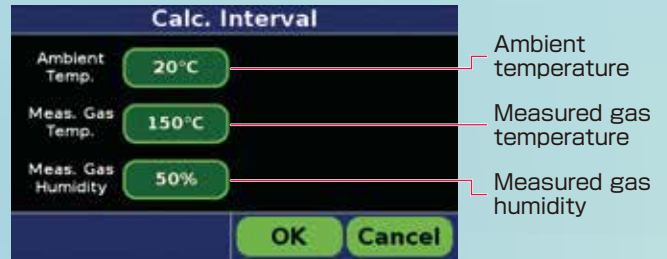 Calc. Interval
Ambient
Temp.
20°C
Ambient
temperature
Meas. Gas
Temp.
150°C
Measured gas
temperature
Meas. Gas
Humidity
50%
Measured gas
humidity
OK
Cancel